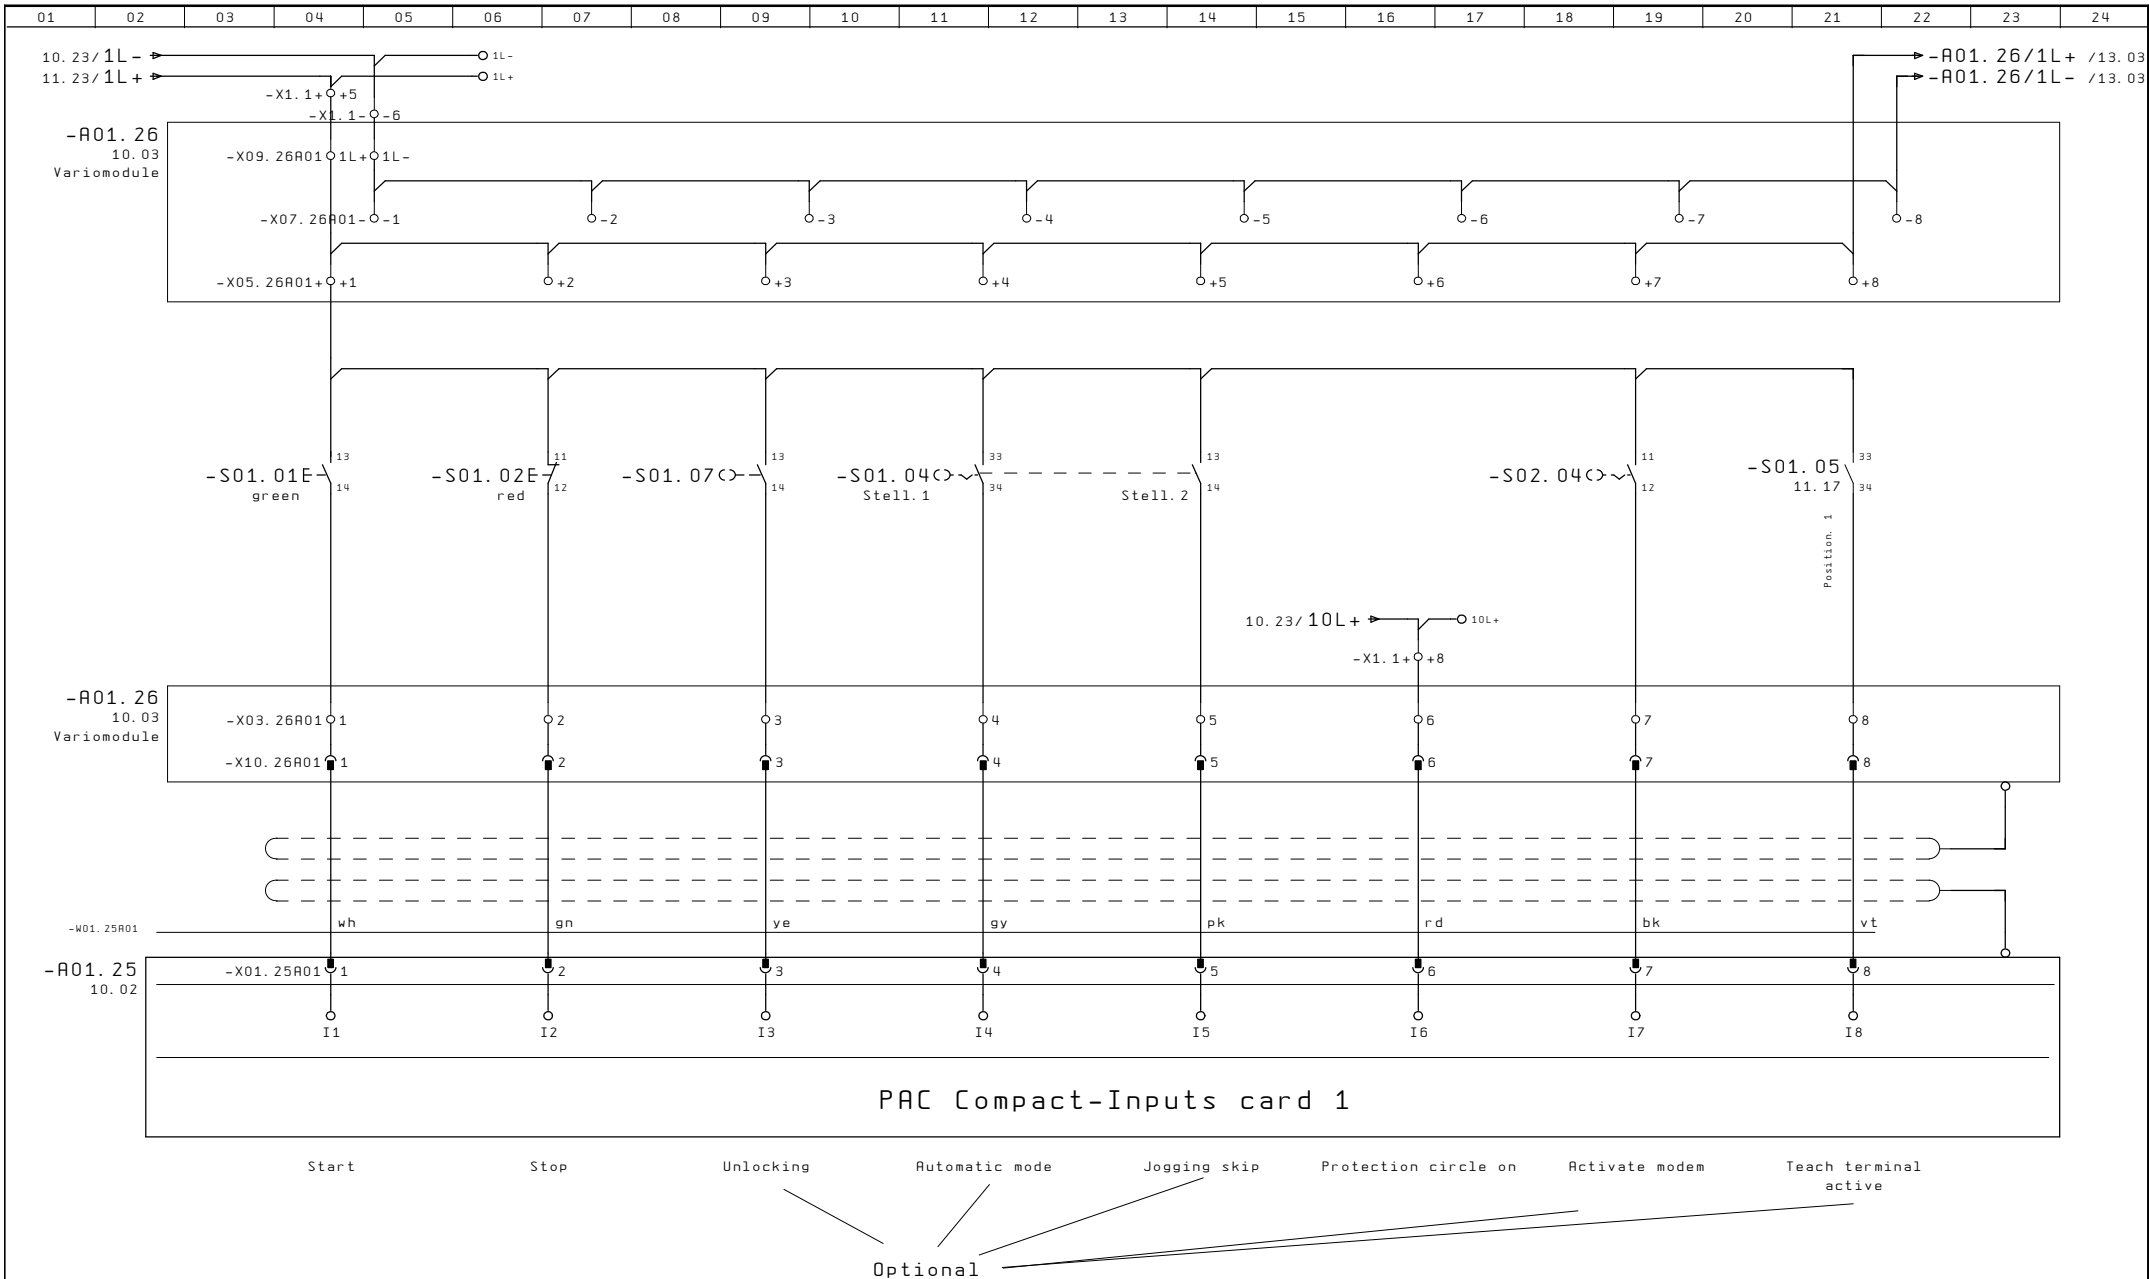 01 02 03 04 05 06 07 08 09 10 11 12 13 14 15 16 17 18 19 20 21 22 23 24
10.23/1L- 1L- -A01.26/1L+ /13.03
11.23/1L+ 1L+ -A01.26/1L- /13.03
-X1.1+ +5
-X1.1- -6
-A01.26
10.03
Variomodule
-X09.26A01 1L+ 1L-
-X07.26A01- -1 -2 -3 -4 -5 -6 -7 -8
-X05.26A01+ +1 +2 +3 +4 +5 +6 +7 +8
13 11 13 33 13 11 33
-S01.01E -S01.02E -S01.07 -S01.04 -S02.04 -S01.05
14 12 14 34 14 12 34
green red Stell.1 Stell.2 11.17
Position. 1
10.23/10L+ 10L+
-X1.1+ +8
-A01.26
10.03
Variomodule
-X03.26A01 1 2 3 4 5 6 7 8
-X10.26A01 1 2 3 4 5 6 7 8
wh gn ye gy pk rd bk vt
-W01.25A01
-A01.25
10.02
-X01.25A01 1 2 3 4 5 6 7 8
I1 I2 I3 I4 I5 I6 I7 I8
PAC Compact-Inputs card 1
Start Stop Unlocking Automatic mode Jogging skip Protection circle on Activate modem Teach terminal
active
Optional